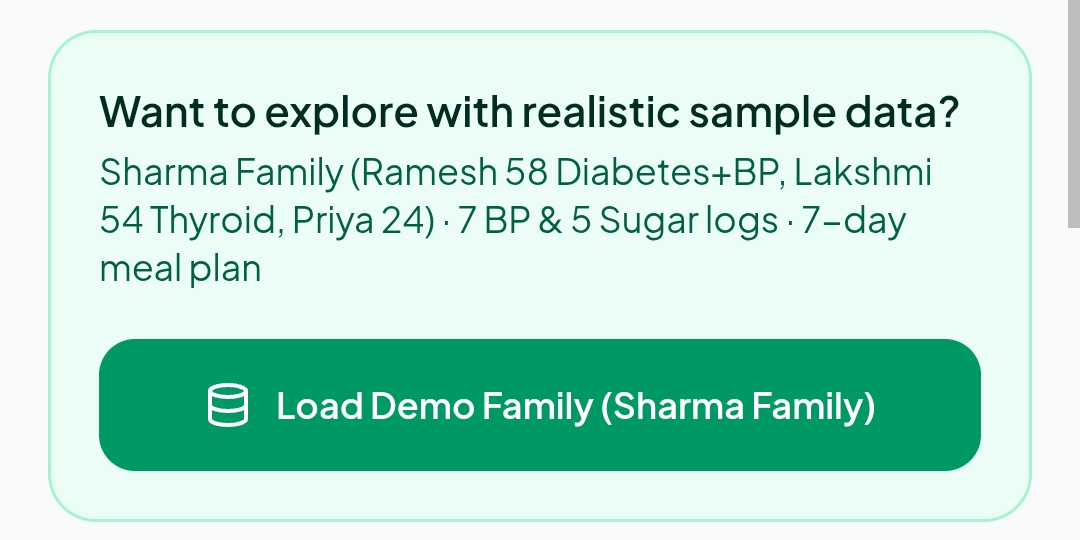 Want to explore with realistic sample data?
Sharma Family (Ramesh 58 Diabetes+BP, Lakshmi
54 Thyroid, Priya 24) · 7 BP & 5 Sugar logs · 7–day
meal plan
Load Demo Family (Sharma Family)